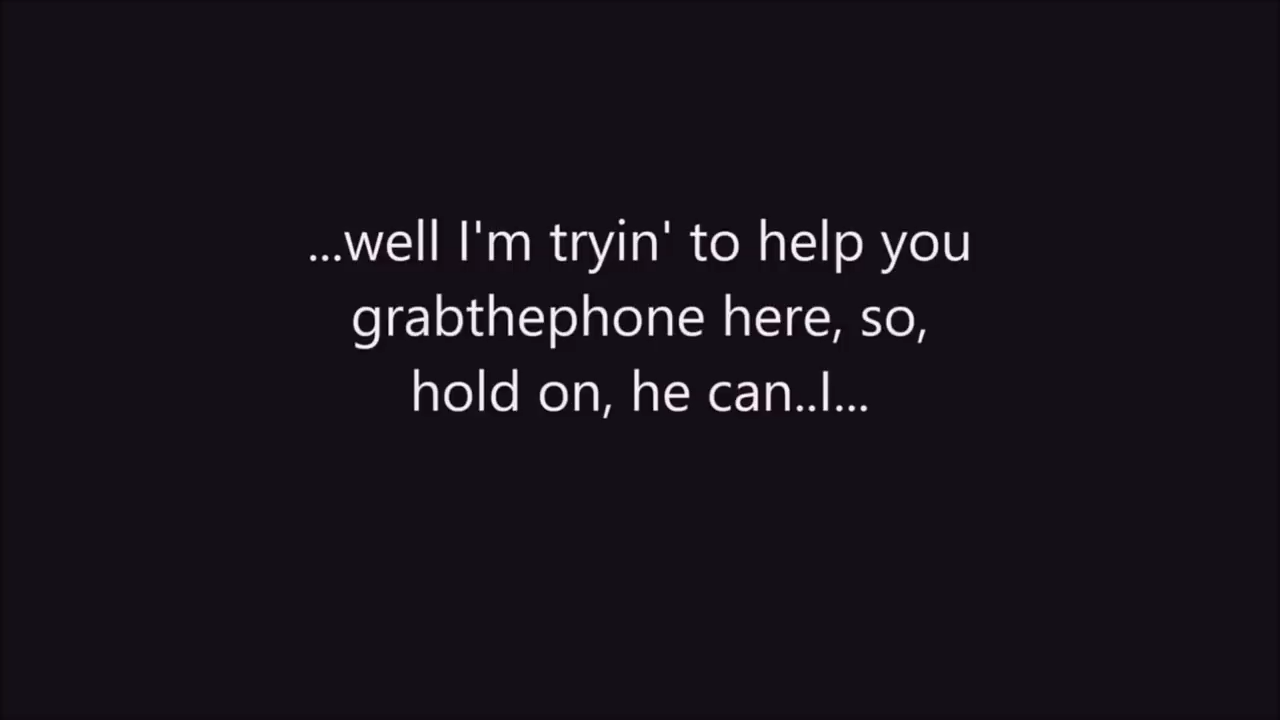 ...well I'm tryin' to help you
grabthephone here, so,
hold on, he can..I...